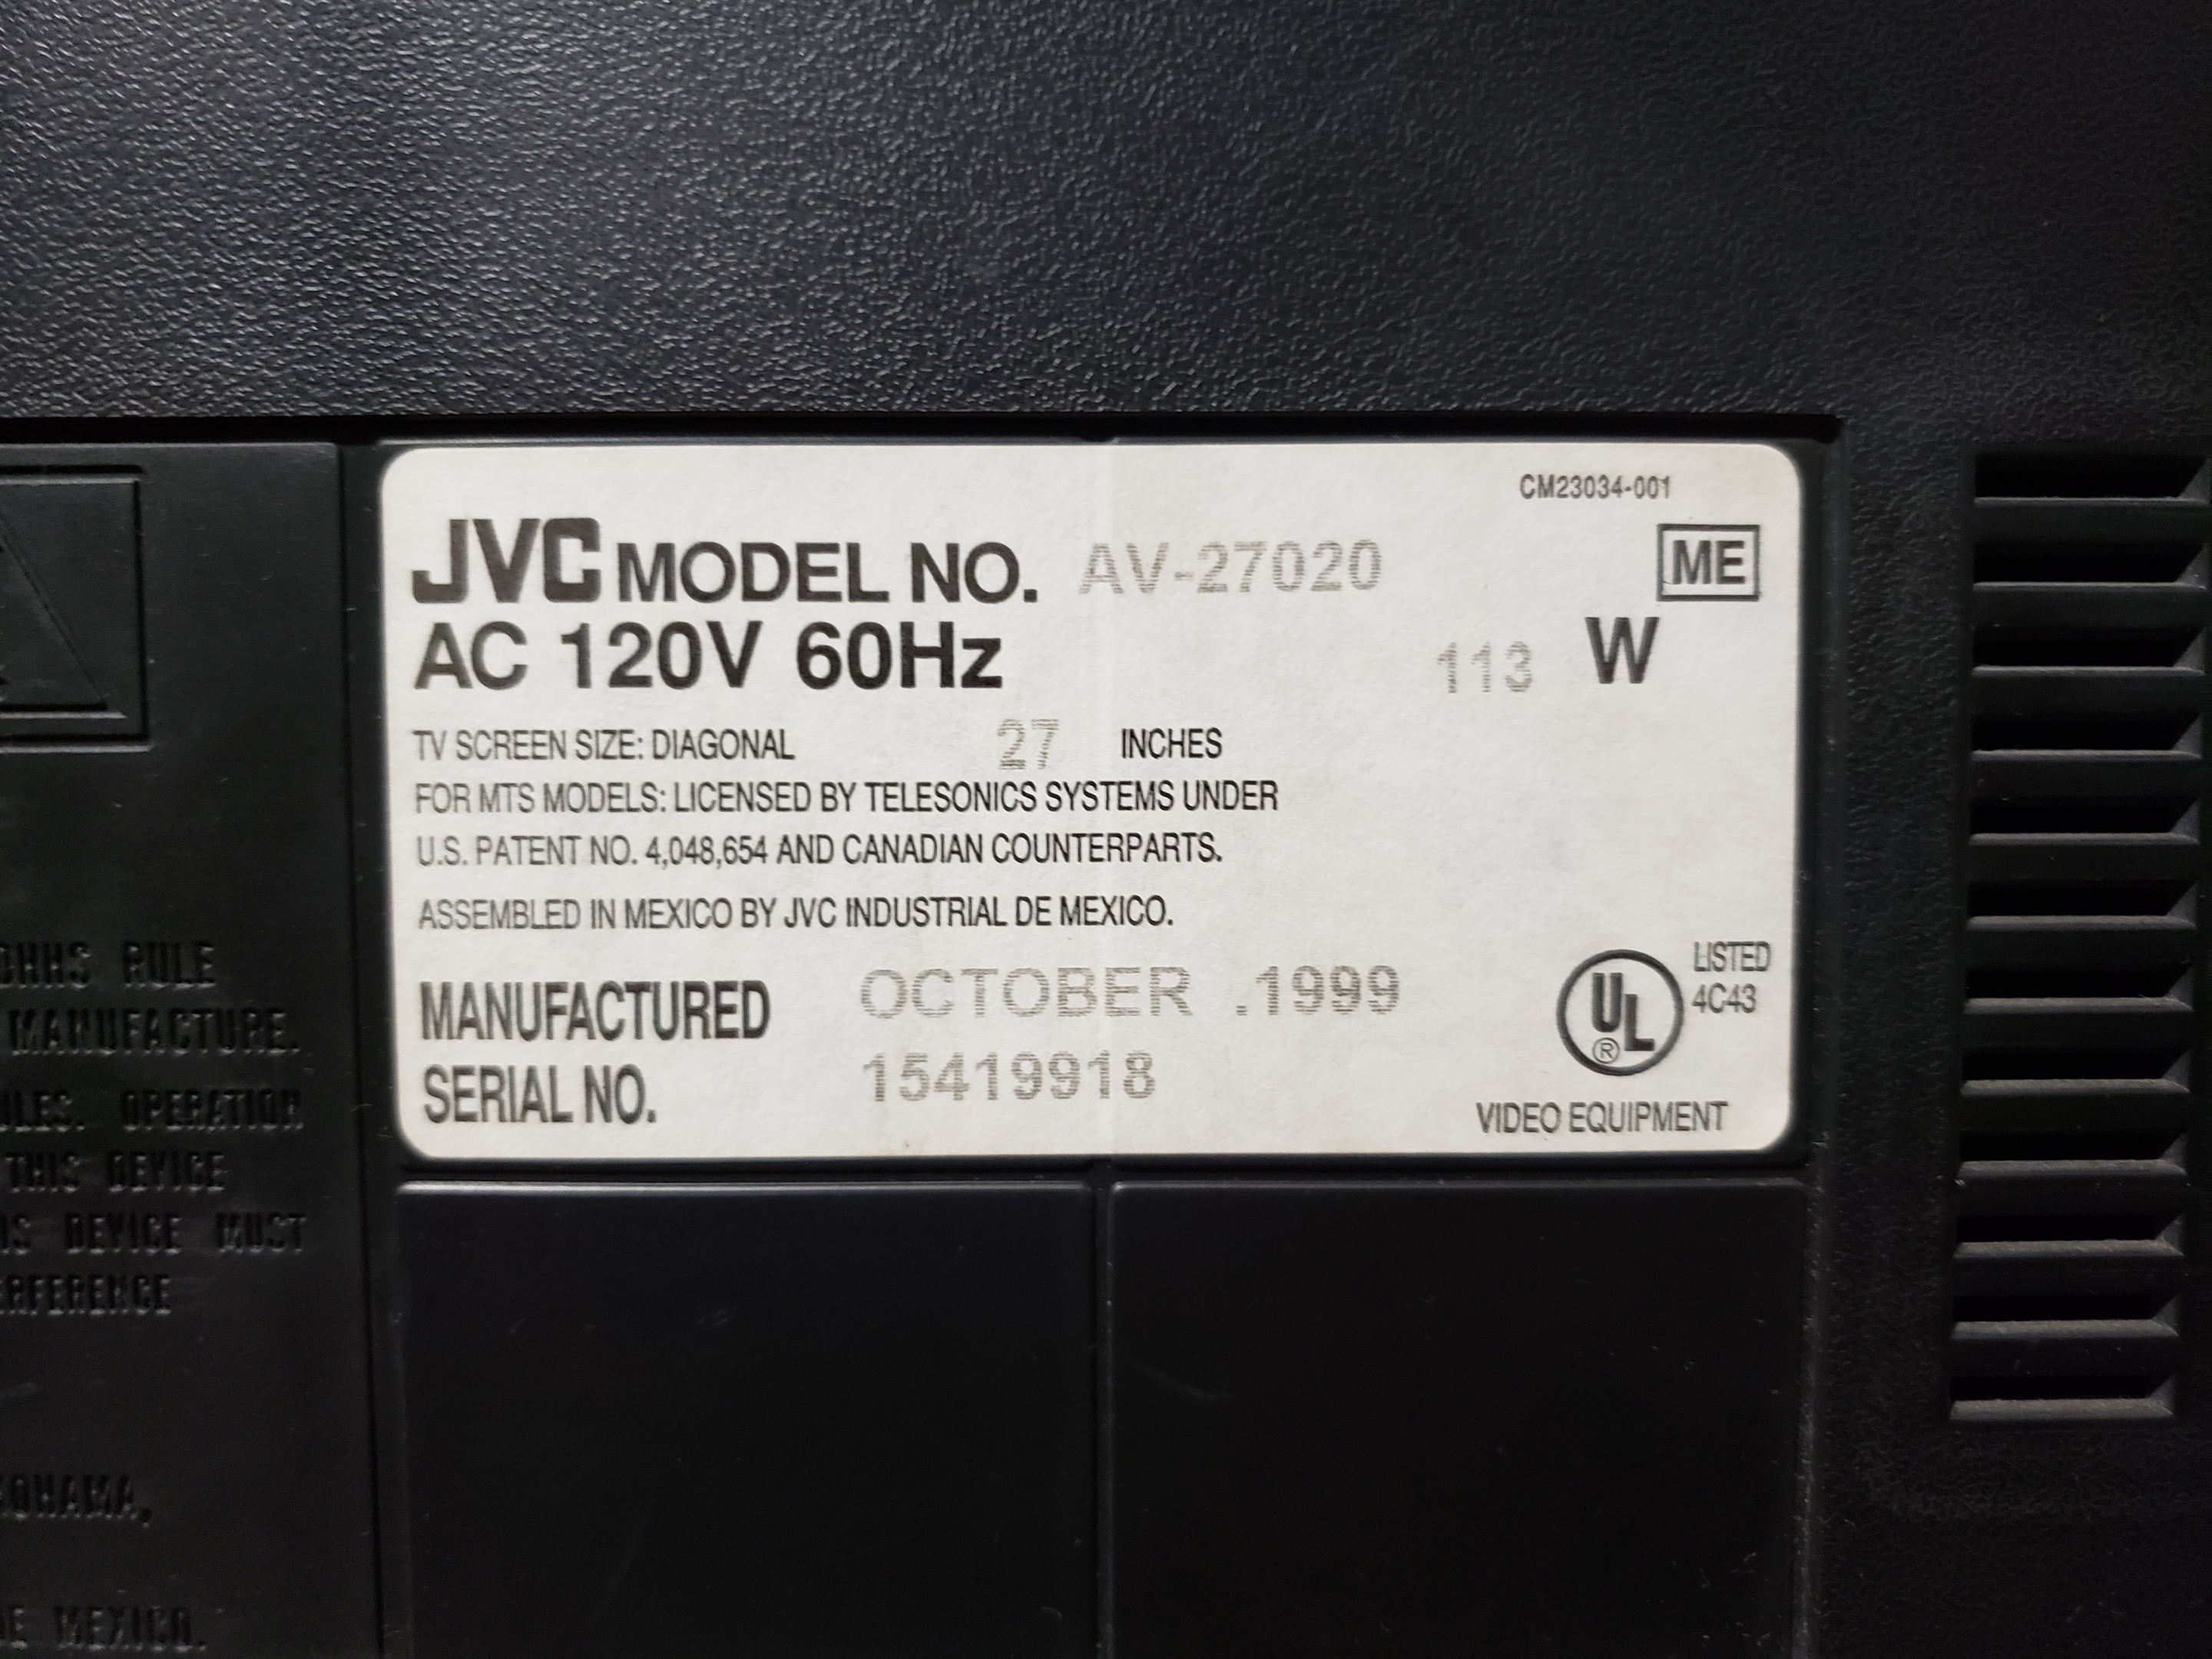 CM23034-001
JVC MODEL NO. AV-27020 ME
AC 120V 60Hz 113 W
TV SCREEN SIZE: DIAGONAL 27 INCHES
FOR MTS MODELS: LICENSED BY TELESONICS SYSTEMS UNDER
U.S. PATENT NO. 4,048,654 AND CANADIAN COUNTERPARTS.
ASSEMBLED IN MEXICO BY JVC INDUSTRIAL DE MEXICO.
MANUFACTURED OCTOBER .1999
SERIAL NO. 15419918
UL ® LISTED
4C43
VIDEO EQUIPMENT
RULE
MANUFACTURE.
OPERATION
THIS DEVICE
DEVICE MUST
MEXICO.